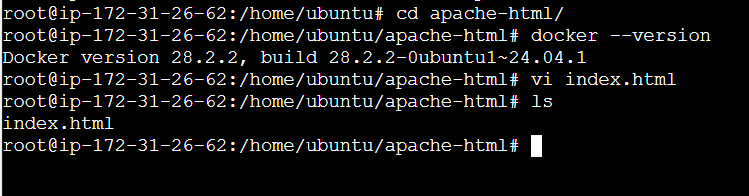 root@ip-172-31-26-62:/home/ubuntu# cd apache-html/
root@ip-172-31-26-62:/home/ubuntu/apache-html# docker --version
Docker version 28.2.2, build 28.2.2-0ubuntu1~24.04.1
root@ip-172-31-26-62:/home/ubuntu/apache-html# vi index.html
root@ip-172-31-26-62:/home/ubuntu/apache-html# ls
index.html
root@ip-172-31-26-62:/home/ubuntu/apache-html#